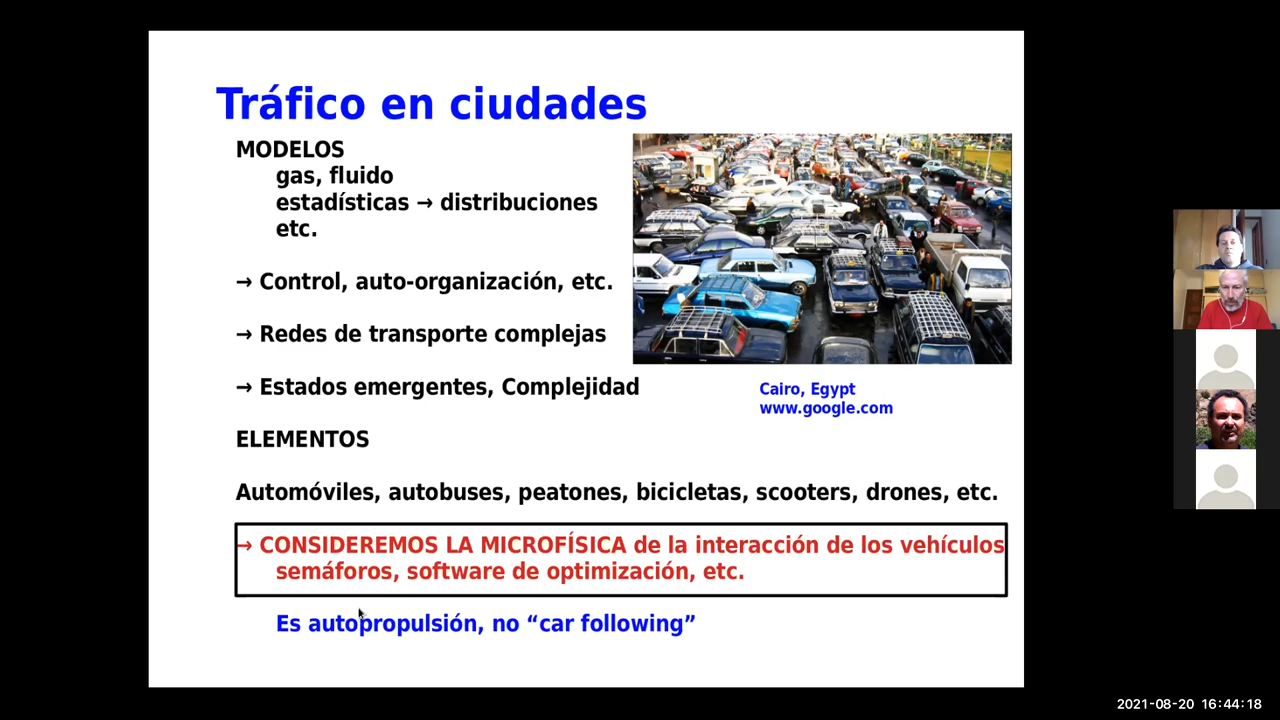 Tráfico en ciudades
MODELOS
gas, fluido
estadísticas → distribuciones
etc.
→ Control, auto-organización, etc.
→ Redes de transporte complejas
→ Estados emergentes, Complejidad
Cairo, Egypt
www.google.com
ELEMENTOS
Automóviles, autobuses, peatones, bicicletas, scooters, drones, etc.
→ CONSIDEREMOS LA MICROFÍSICA de la interacción de los vehículos
semáforos, software de optimización, etc.
Es autopropulsión, no “car following”
2021-08-20 16:44:18